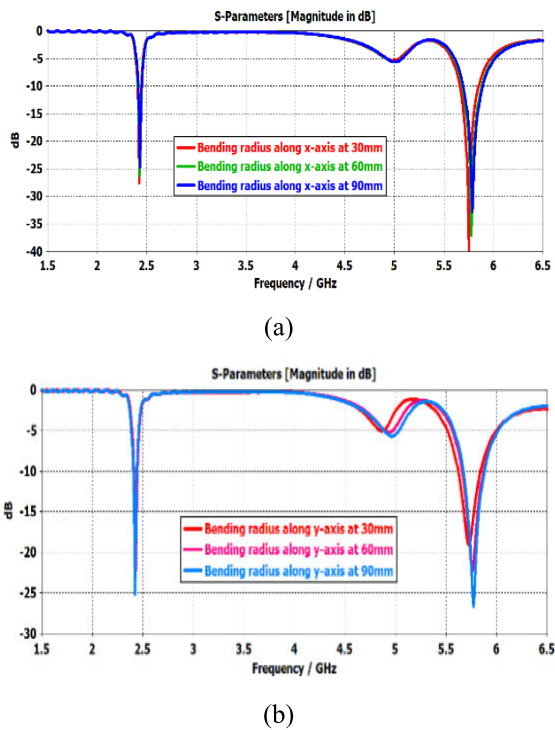 S-Parameters [Magnitude in dB]
0
-5
-10
-15
-20
-25
-30
-35
-40
dB
Bending radius along x-axis at 30mm
Bending radius along x-axis at 60mm
Bending radius along x-axis at 90mm
1.5 2 2.5 3 3.5 4 4.5 5 5.5 6 6.5
Frequency / GHz
(a)
S-Parameters [Magnitude in dB]
0
-5
-10
-15
-20
-25
-30
dB
Bending radius along y-axis at 30mm
Bending radius along y-axis at 60mm
Bending radius along y-axis at 90mm
1.5 2 2.5 3 3.5 4 4.5 5 5.5 6 6.5
Frequency / GHz
(b)